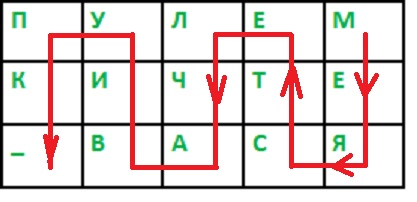 П У Л Е М
К И Ч Т Е
_ В А С Я